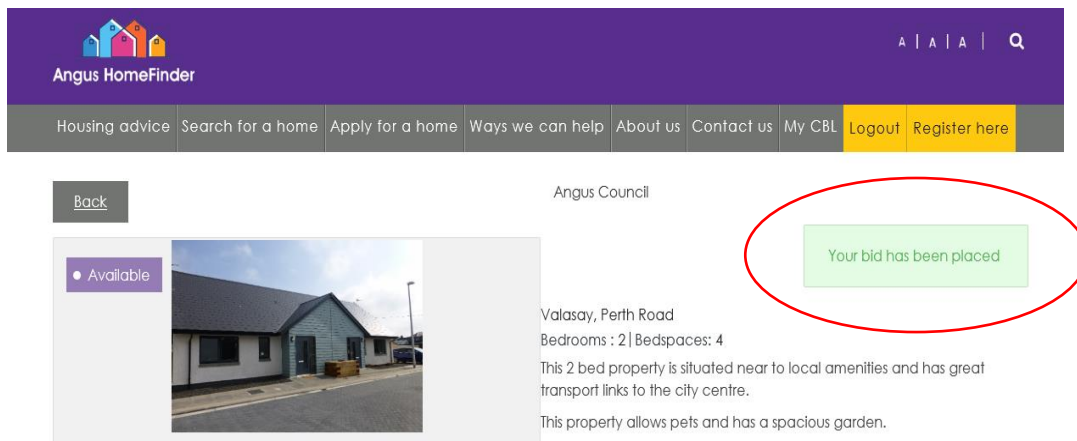 A | A | A |
Angus HomeFinder
Housing advice Search for a home Apply for a home Ways we can help About us Contact us My CBL Logout Register here
Back
Angus Council
Your bid has been placed
Available
Valasay, Perth Road
Bedrooms : 2 | Bedspaces: 4
This 2 bed property is situated near to local amenities and has great
transport links to the city centre.
This property allows pets and has a spacious garden.